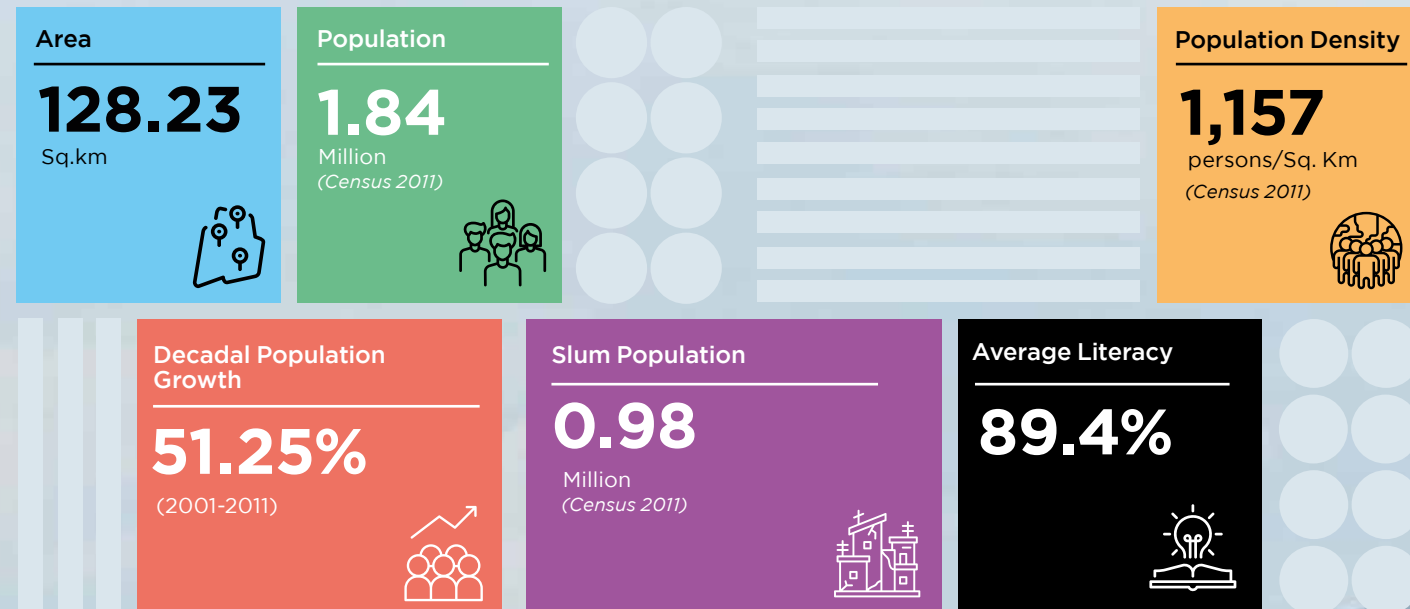 Area
128.23
Sq.km
Population
1.84
Million
(Census 2011)
Population Density
1,157
persons/Sq. Km
(Census 2011)
Decadal Population
Growth
51.25%
(2001-2011)
Slum Population
0.98
Million
(Census 2011)
Average Literacy
89.4%